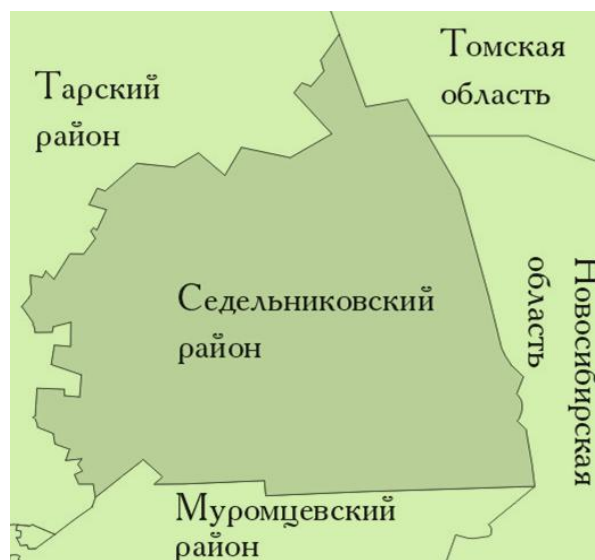 Тарский
район
Томская
область
Седельниковский
район
Новосибирская
область
Муромцевский
район